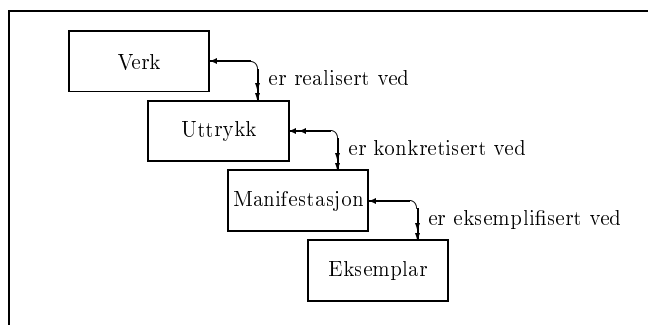 Verk
er realisert ved
Uttrykk
er konkretisert ved
Manifestasjon
er eksemplifisert ved
Eksemplar